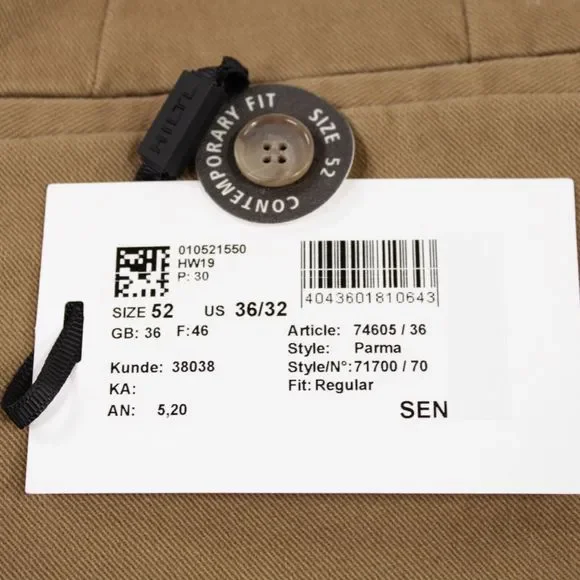 HILTL
CONTEMPORARY FIT SIZE 52
010521550
HW19
P: 30
4043601810643
SIZE 52 US 36/32
GB: 36 F:46
Article: 74605 / 36
Style: Parma
Kunde: 38038
Style/N°: 71700 / 70
KA:
Fit: Regular
AN: 5,20
SEN